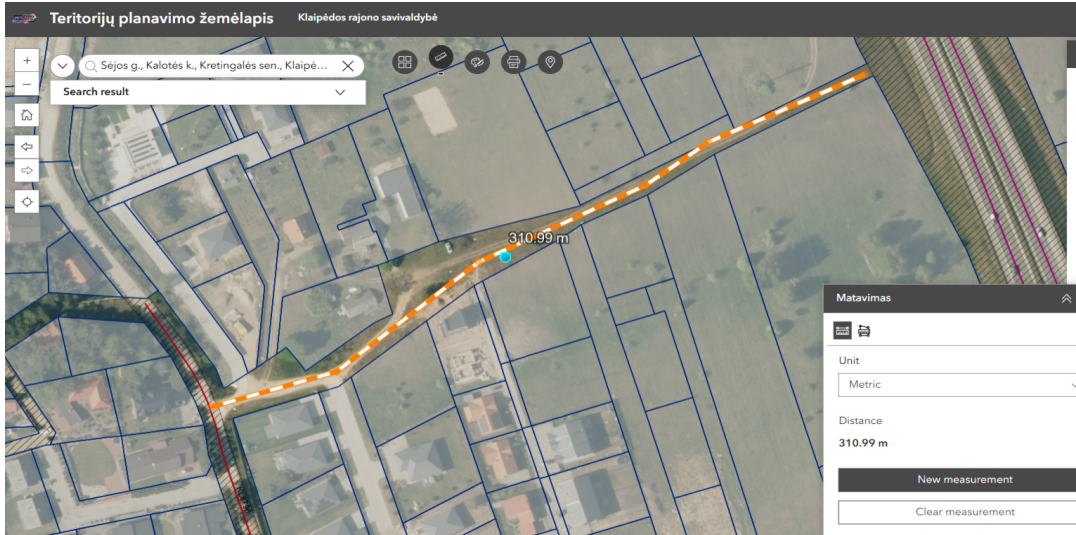 Teritorijų planavimo žemėlapis
Klaipėdos rajono savivaldybė
Sėjos g., Kalotės k., Kretingalės sen., Klaipė...
Search result
310.99 m
Matavimas
Unit
Metric
Distance
310.99 m
New measurement
Clear measurement